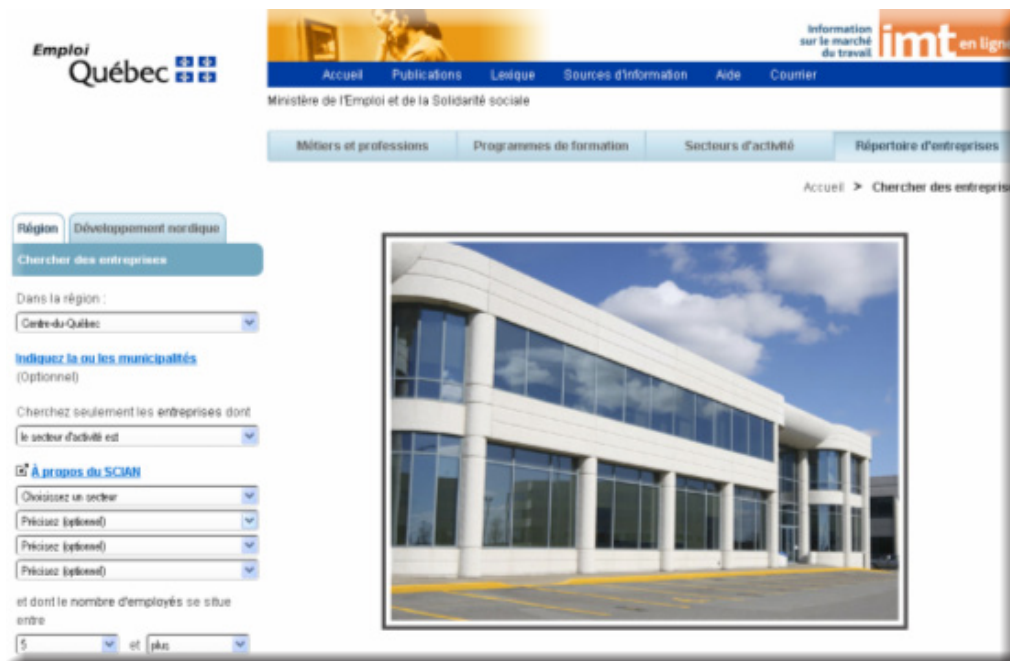 Emploi
Québec
Information
sur le marché
du travail
imt en ligne
Accueil Publications Lexique Sources d'information Aide Courrier
Ministère de l'Emploi et de la Solidarité sociale
Métiers et professions Programmes de formation Secteurs d'activité Répertoire d'entreprises
Accueil > Chercher des entreprise
Région Développement nordique
Chercher des entreprises
Dans la région :
Centre-du-Québec
Indiquez la ou les municipalités
(Optionnel)
Cherchez seulement les entreprises dont
le secteur d'activité est
À propos du SCIAN
Choisissez un secteur
Précisez (optionnel)
Précisez (optionnel)
Précisez (optionnel)
et dont le nombre d'employés se situe
entre
5 et plus